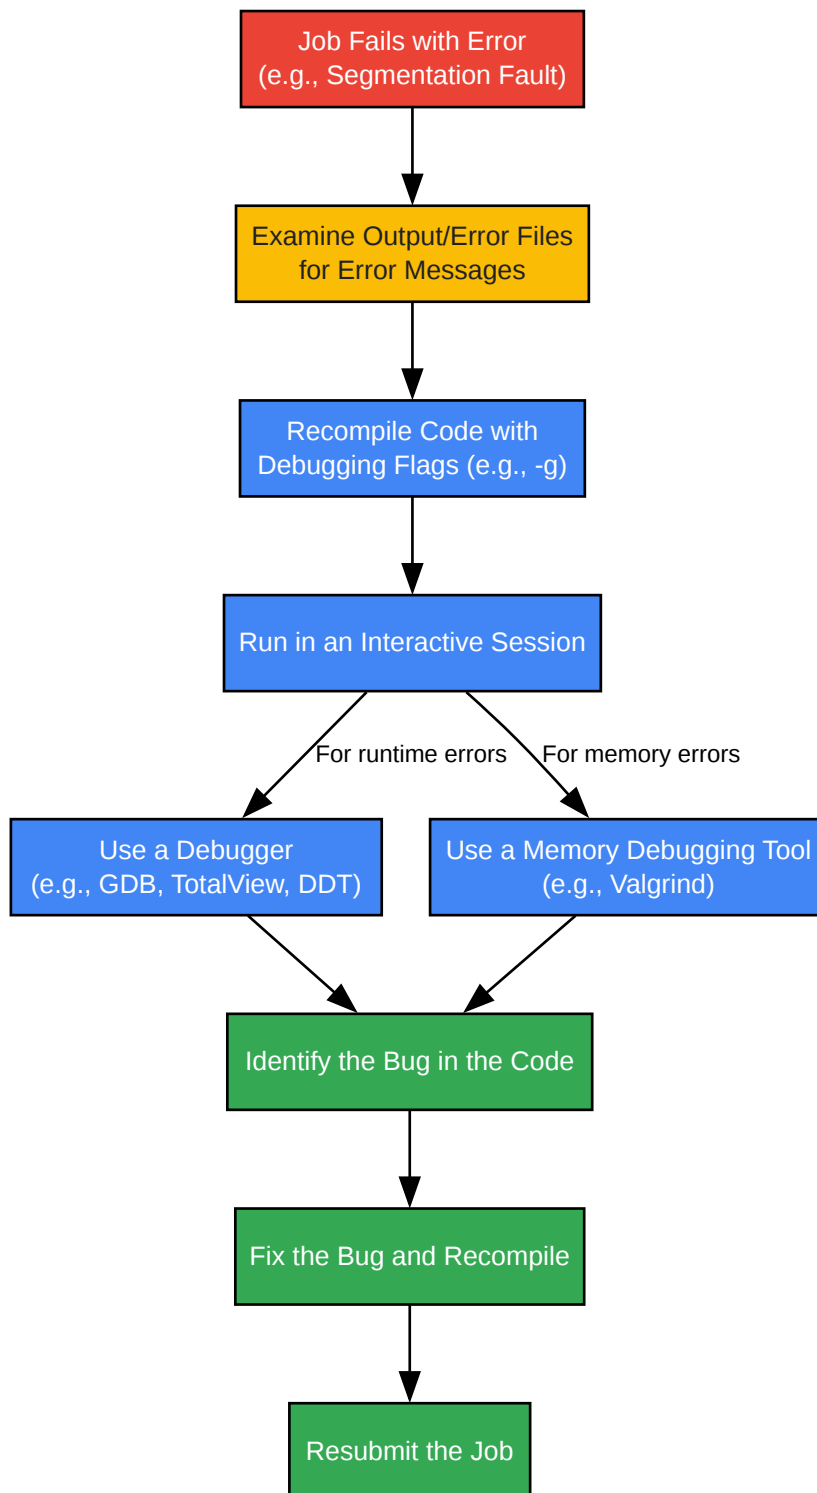 Job Fails with Error
(e.g., Segmentation Fault)
Examine Output/Error Files
for Error Messages
Recompile Code with
Debugging Flags (e.g., -g)
Run in an Interactive Session
For runtime errors
For memory errors
Use a Debugger
(e.g., GDB, TotalView, DDT)
Use a Memory Debugging Tool
(e.g., Valgrind)
Identify the Bug in the Code
Fix the Bug and Recompile
Resubmit the Job